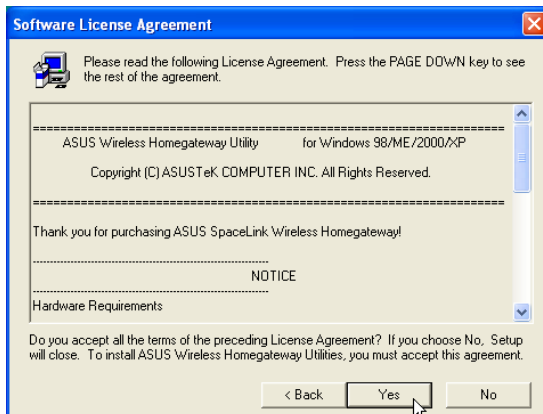 Software License Agreement
Please read the following License Agreement. Press the PAGE DOWN key to see
the rest of the agreement.
==============================================================
ASUS Wireless Homegateway Utility for Windows 98/ME/2000/XP
Copyright (C) ASUSTeK COMPUTER INC. All Rights Reserved.
==============================================================
Thank you for purchasing ASUS SpaceLink Wireless Homegateway!
------------------------------------------------------------
NOTICE
------------------------------------------------------------
Hardware Requirements
Do you accept all the terms of the preceding License Agreement? If you choose No, Setup
will close. To install ASUS Wireless Homegateway Utilities, you must accept this agreement.
< Back Yes No